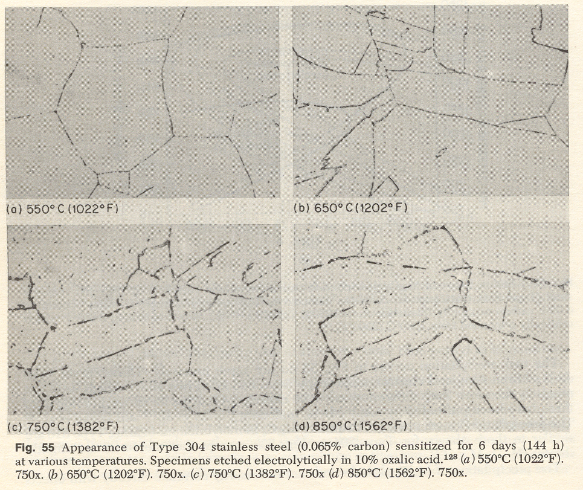 (a) 550°C (1022°F)
(b) 650°C (1202°F)
(c) 750°C (1382°F)
(d) 850°C (1562°F)
Fig. 55 Appearance of Type 304 stainless steel (0.065% carbon) sensitized for 6 days (144 h)
at various temperatures. Specimens etched electrolytically in 10% oxalic acid.¹²⁸ (a) 550°C (1022°F).
750x. (b) 650°C (1202°F). 750x. (c) 750°C (1382°F). 750x (d) 850°C (1562°F). 750x.